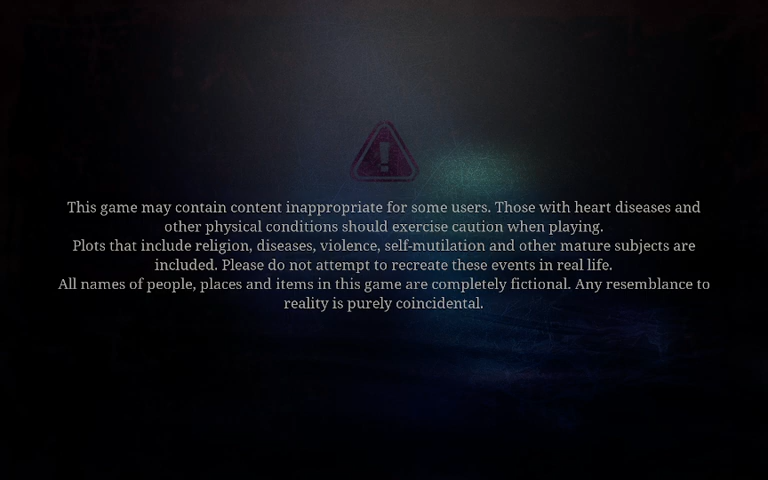 This game may contain content inappropriate for some users. Those with heart diseases and
other physical conditions should exercise caution when playing.
Plots that include religion, diseases, violence, self-mutilation and other mature subjects are
included. Please do not attempt to recreate these events in real life.
All names of people, places and items in this game are completely fictional. Any resemblance to
reality is purely coincidental.